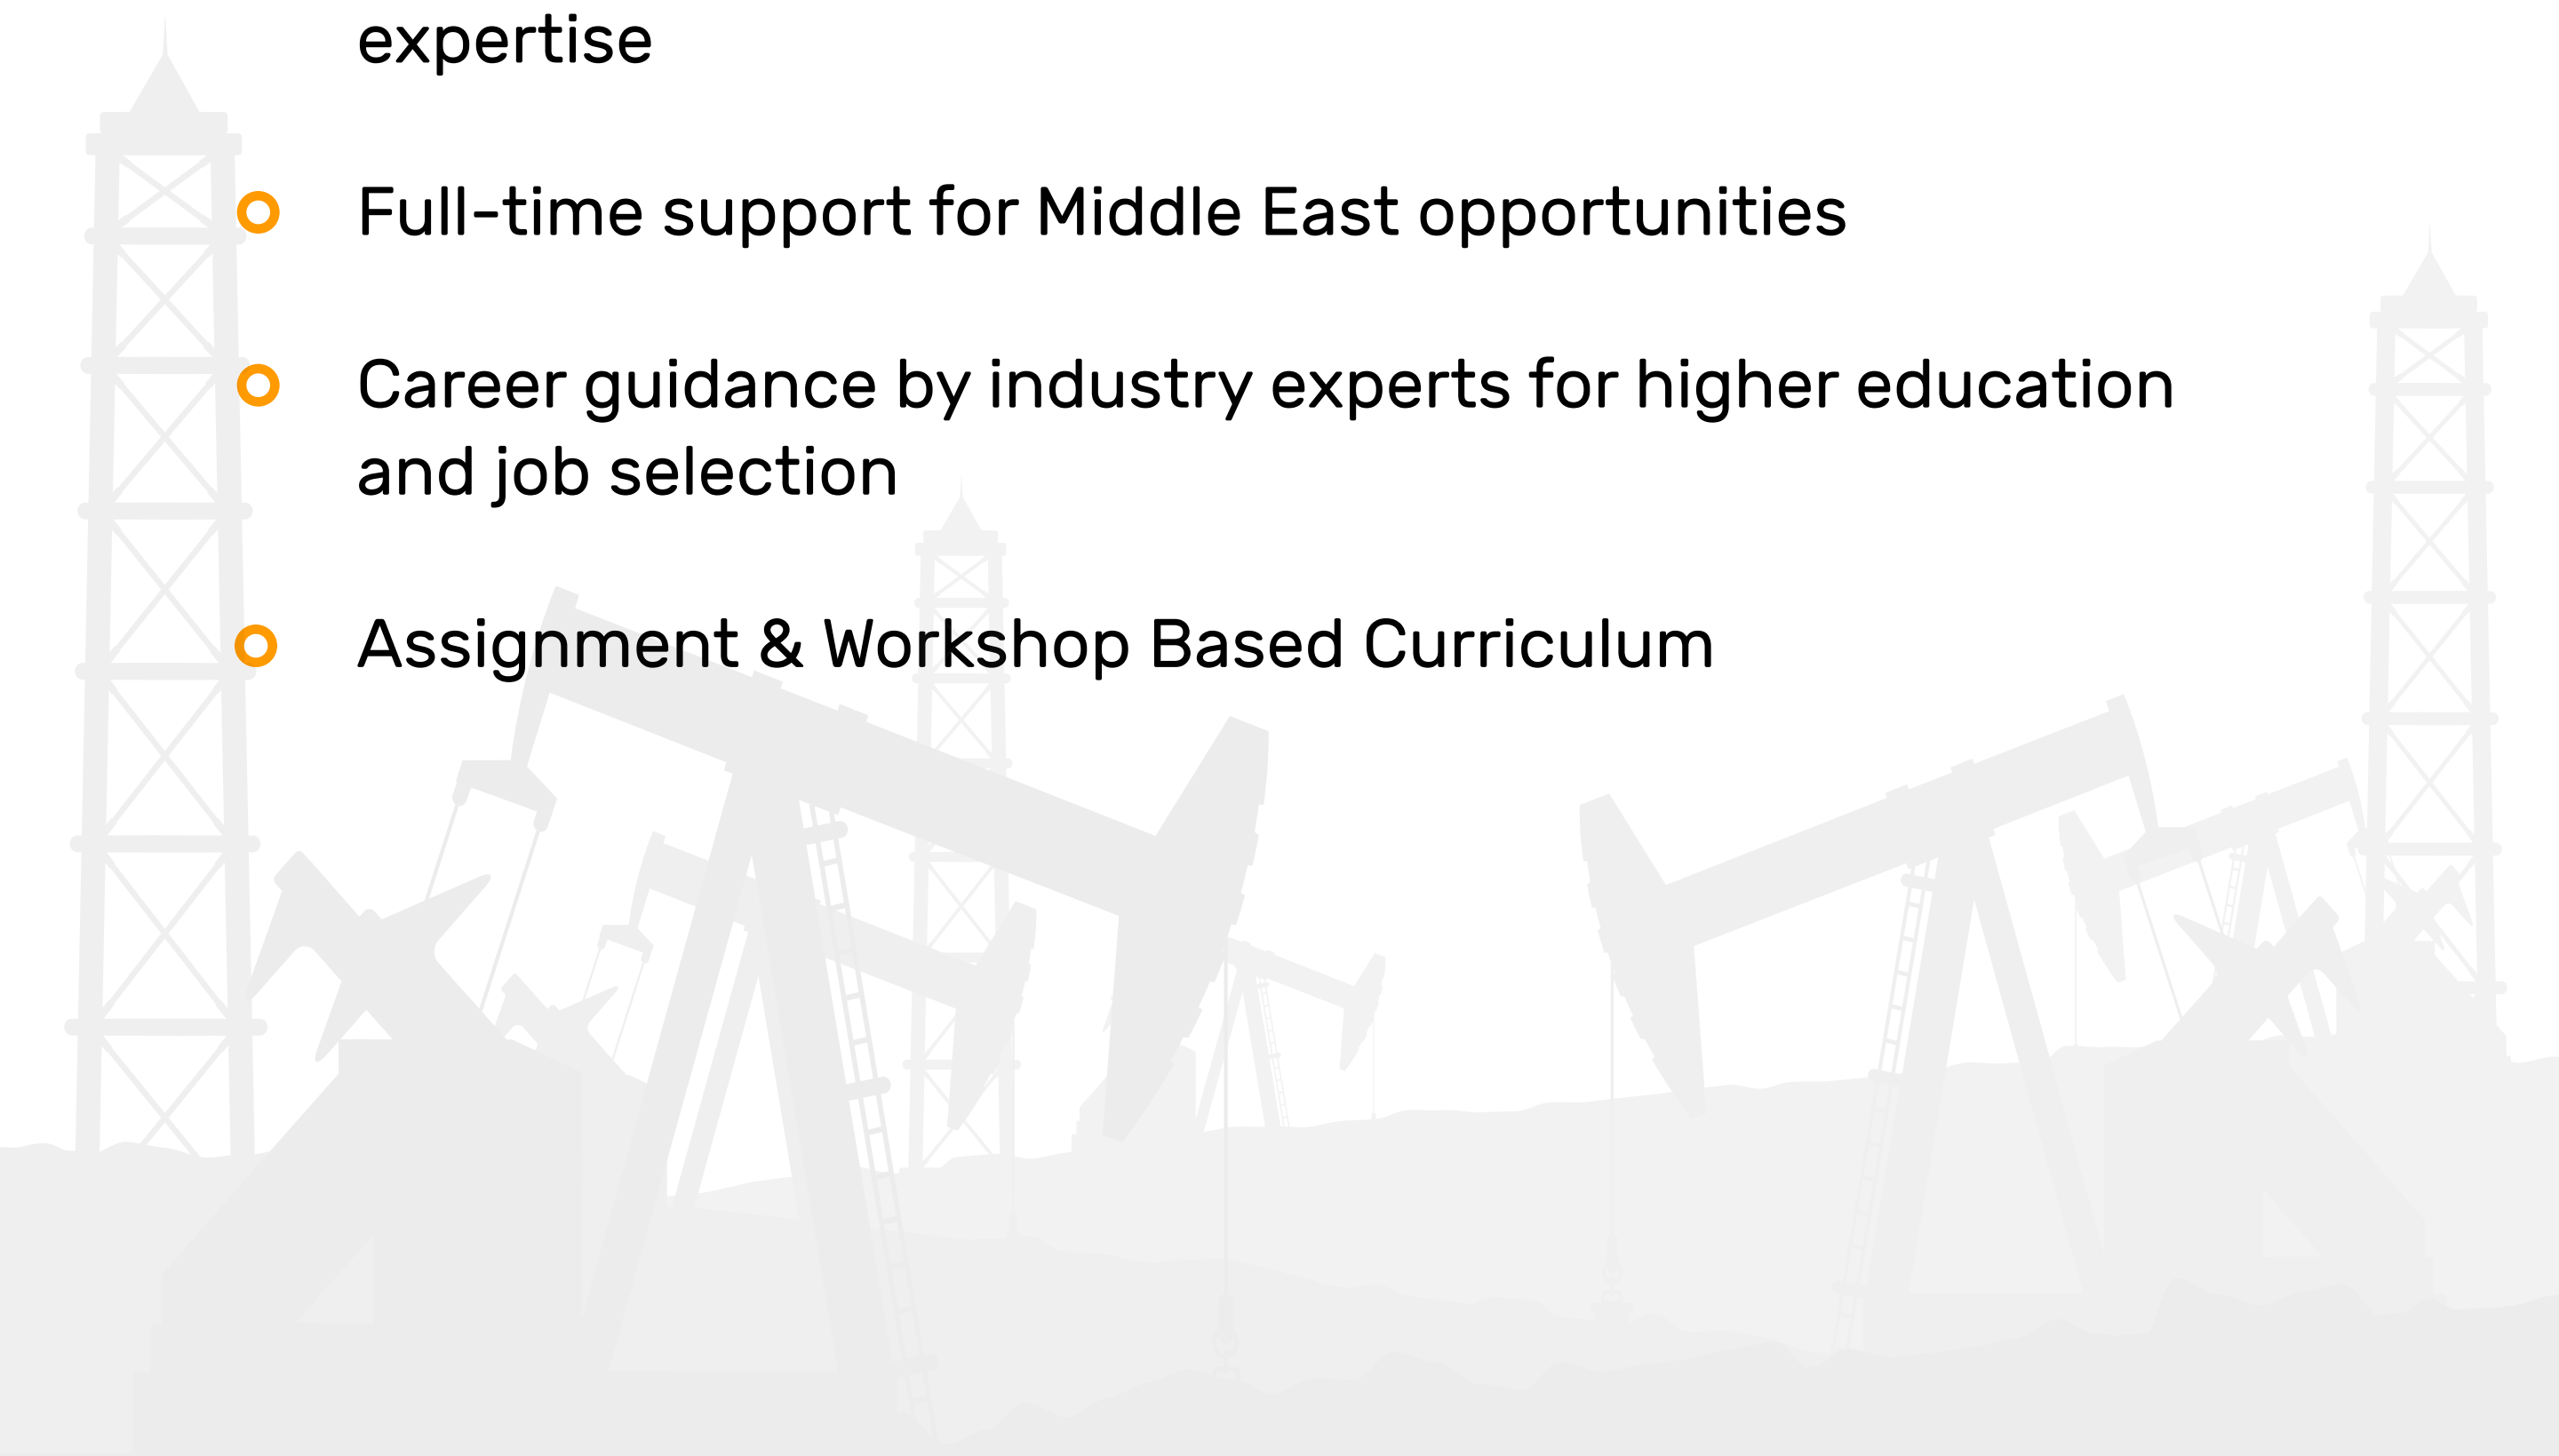 expertise
Full-time support for Middle East opportunities
Career guidance by industry experts for higher education
and job selection
Assignment & Workshop Based Curriculum